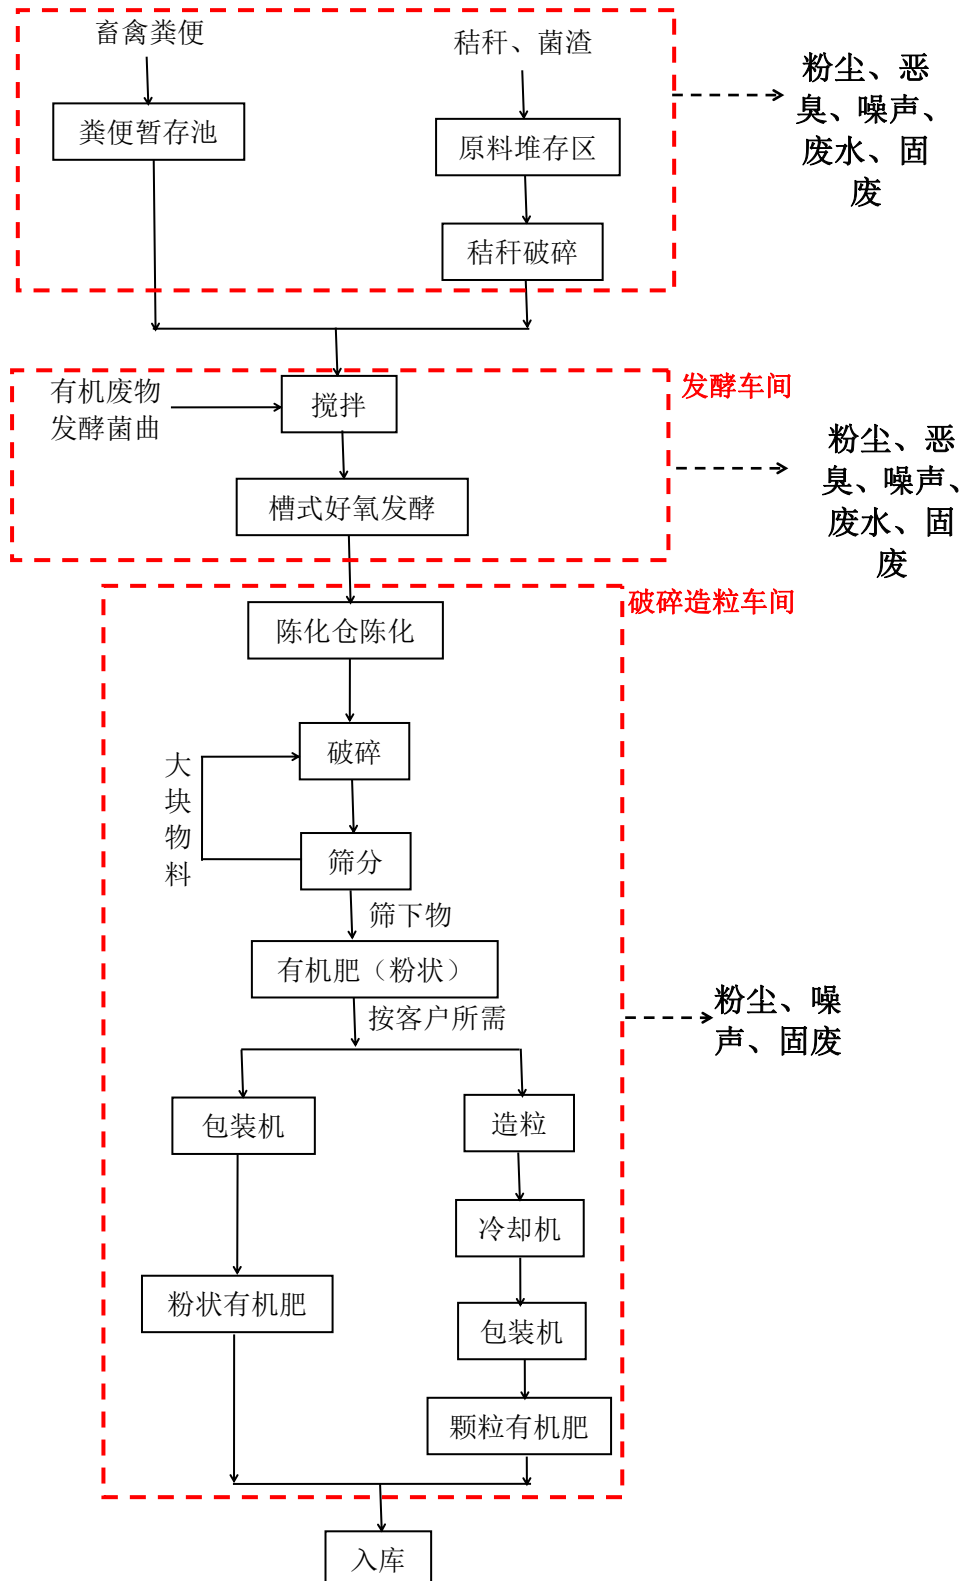 畜禽粪便
秸秆、菌渣
粪便暂存池
原料堆存区
秸秆破碎
粉尘、恶
臭、噪声、
废水、固
废
发酵车间
有机废物
发酵菌曲
搅拌
槽式好氧发酵
粉尘、恶
臭、噪声、
废水、固
废
破碎造粒车间
陈化仓陈化
破碎
大
块
物
料
筛分
筛下物
有机肥（粉状）
按客户所需
粉尘、噪
声、固废
包装机
造粒
冷却机
粉状有机肥
包装机
颗粒有机肥
入库